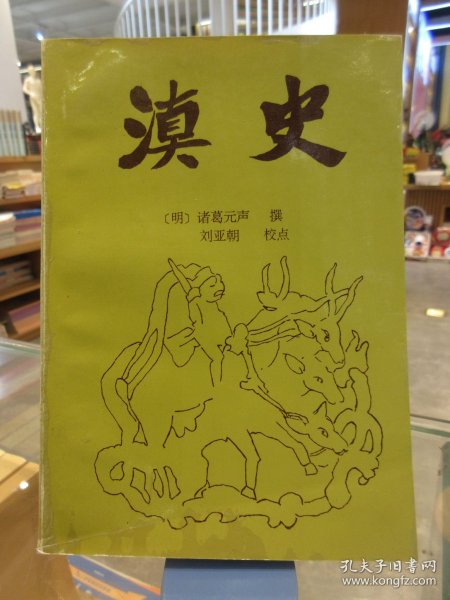 滇史
〔明〕诸葛元声 撰
刘亚朝 校点
孔夫子旧书网
www.kongfz.com